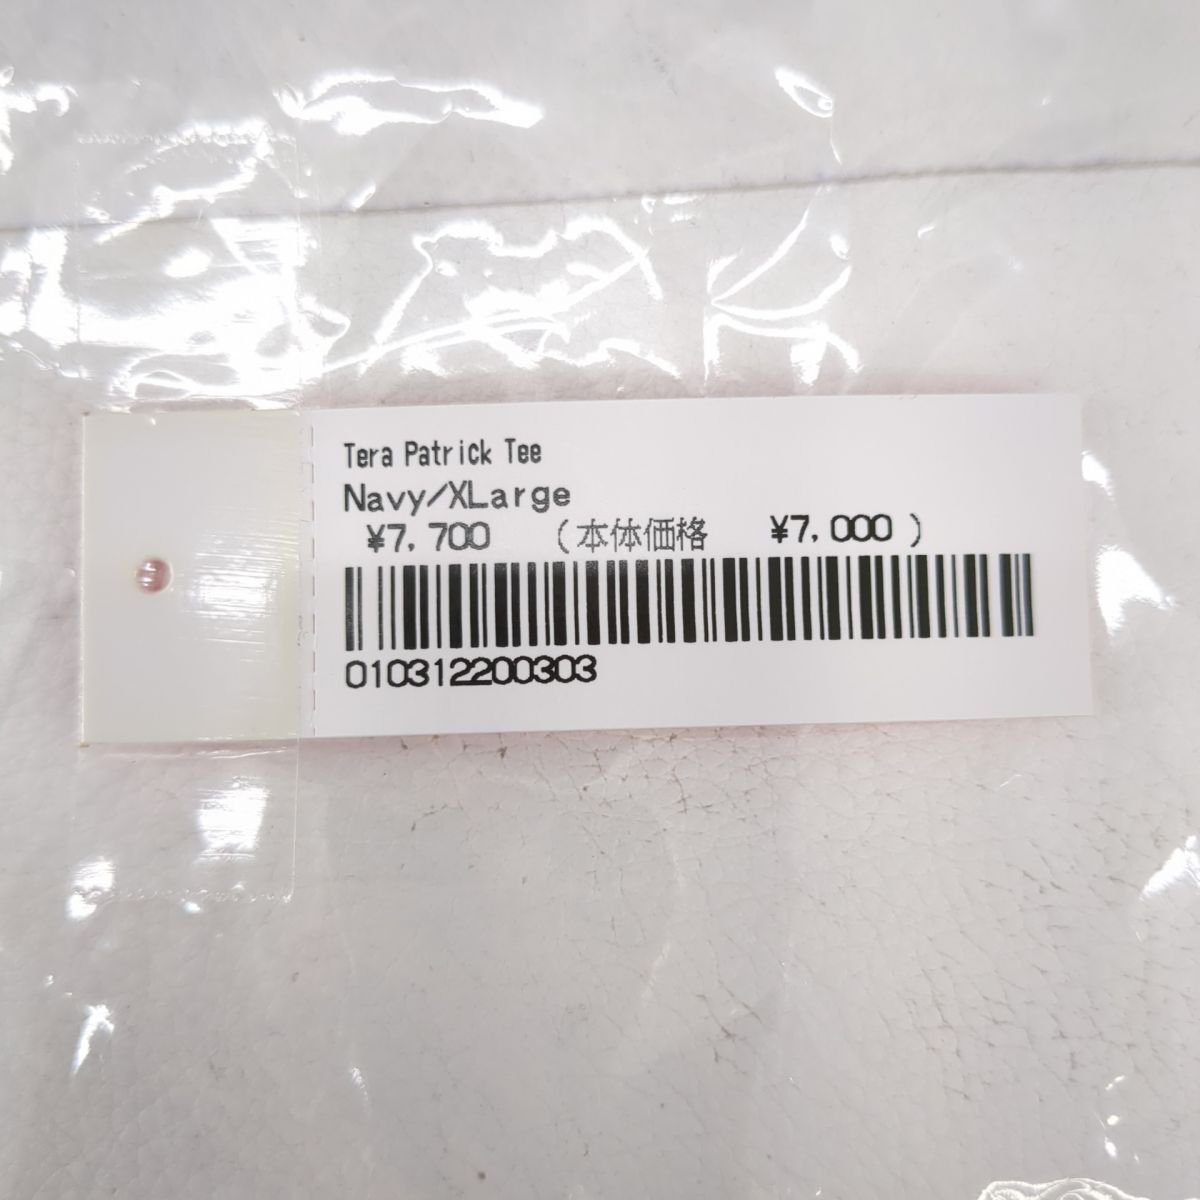 Tera Patrick Tee
Navy/XLarge
¥7,700 (本体価格 ¥7,000 )
010312200303